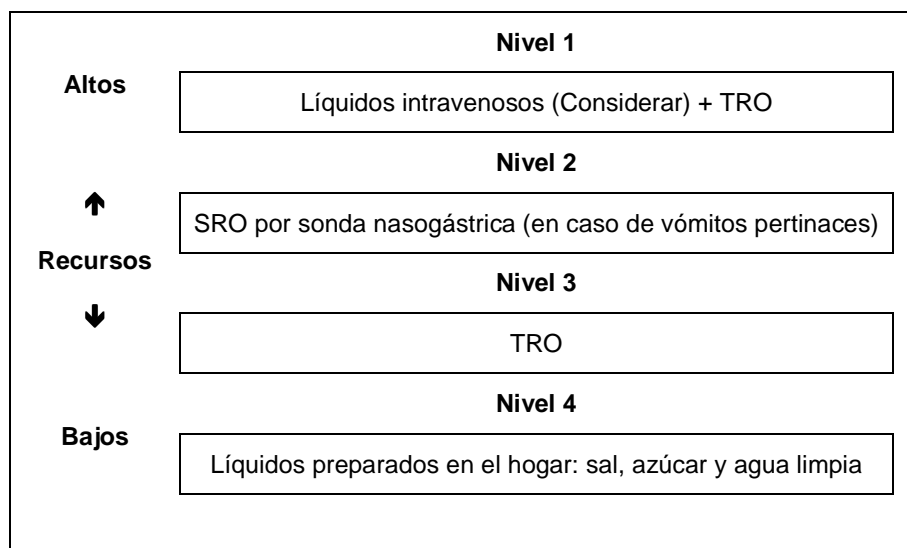 Nivel 1
Altos
Líquidos intravenosos (Considerar) + TRO
Nivel 2
SRO por sonda nasogástrica (en caso de vómitos pertinaces)
Recursos
Nivel 3
TRO
Nivel 4
Bajos
Líquidos preparados en el hogar: sal, azúcar y agua limpia